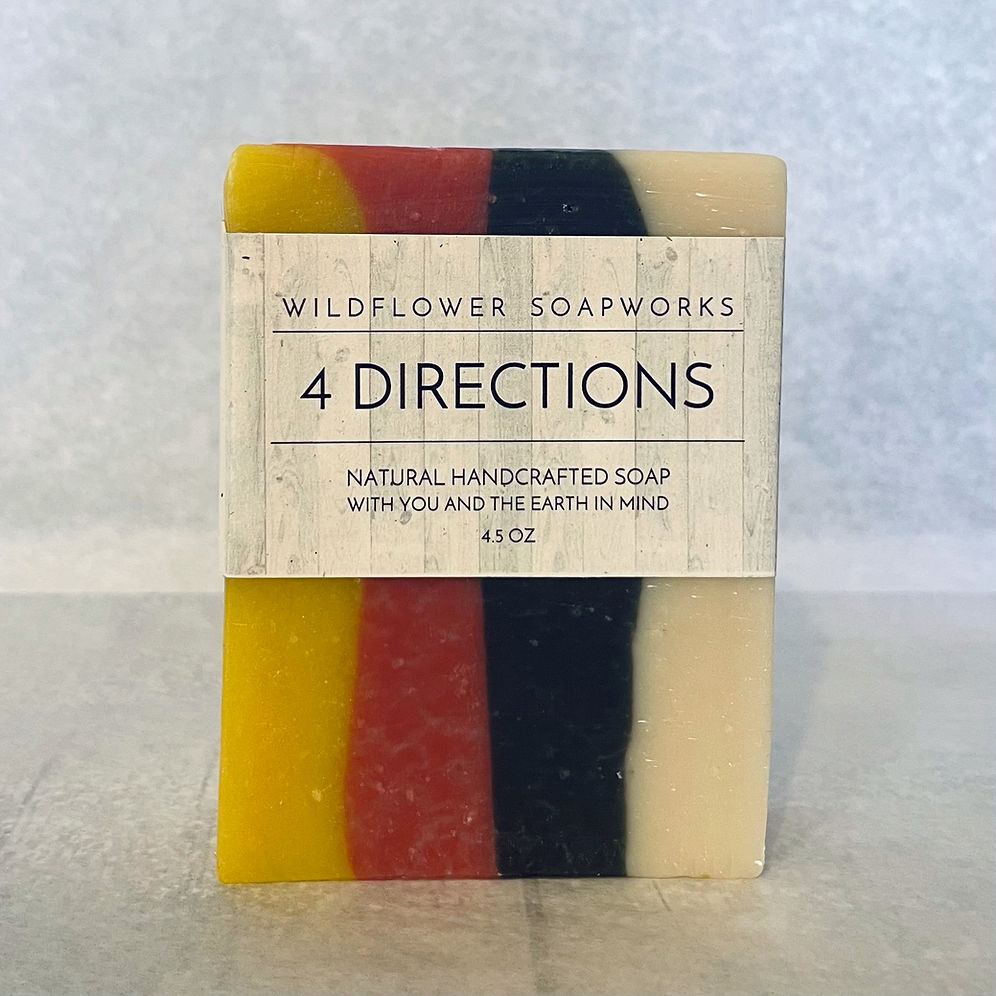 WILDFLOWER SOAPWORKS
4 DIRECTIONS
NATURAL HANDCRAFTED SOAP
WITH YOU AND THE EARTH IN MIND
4.5 OZ